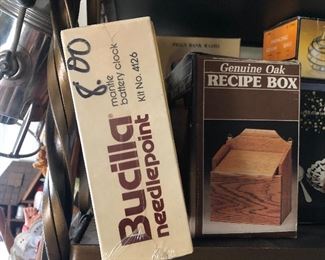 8.00
Bucilla®
needlepoint
mantle
battery clock
Kit No. 4126
Genuine Oak
RECIPE BOX